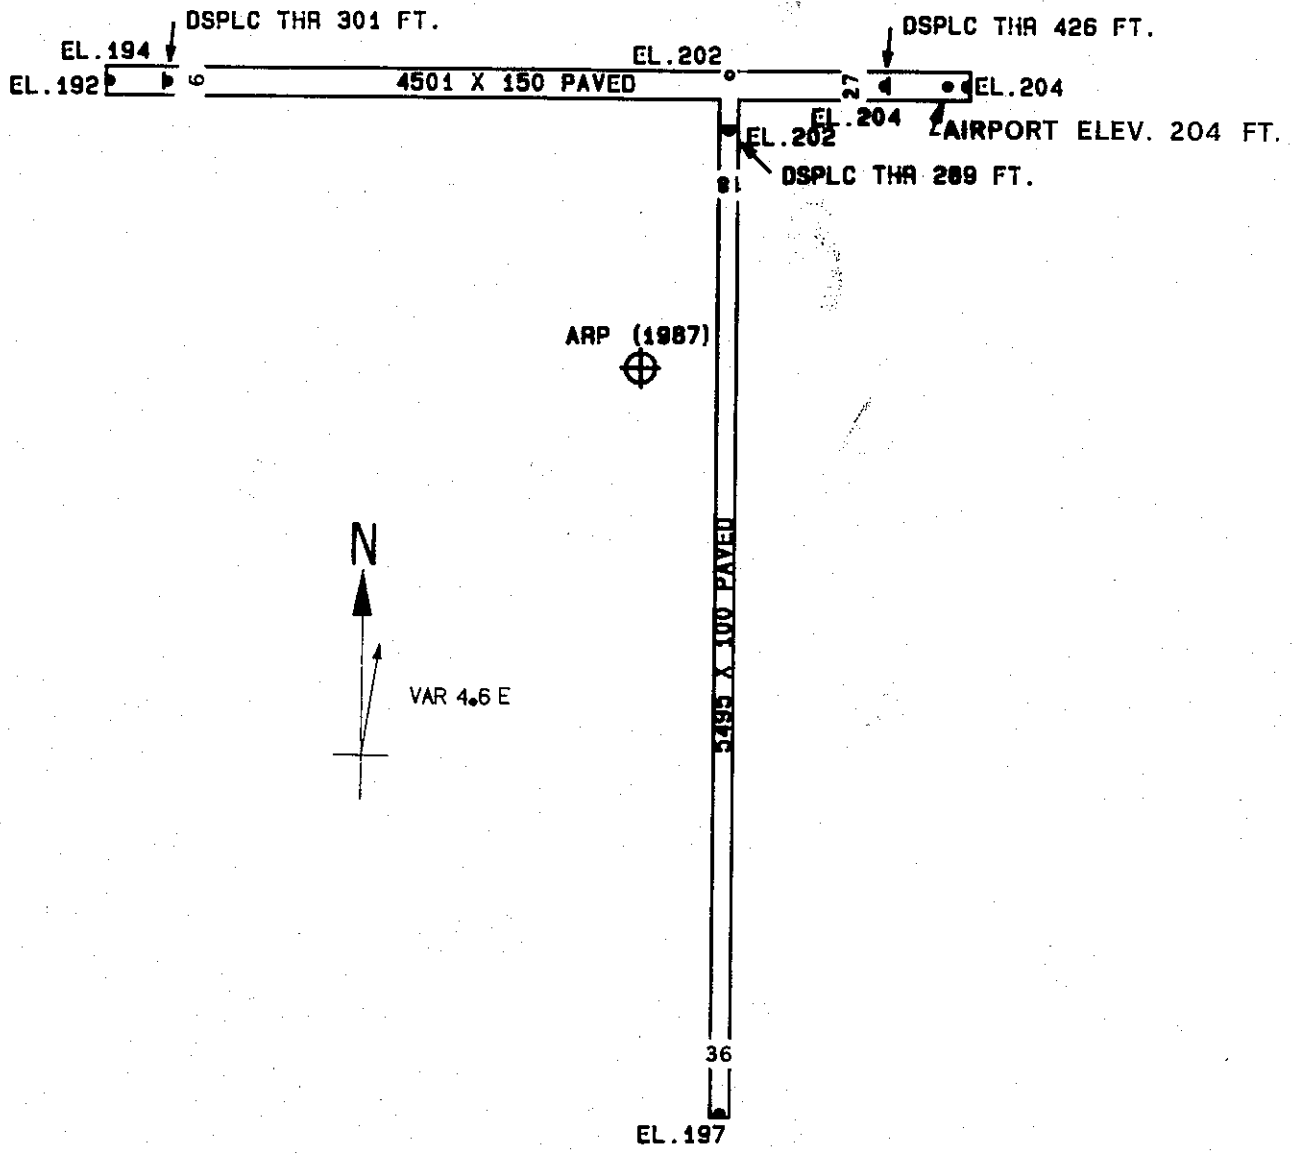 DSPLC THR 301 FT.
DSPLC THR 426 FT.
EL.194
EL.202
EL.192
9
4501 X 150 PAVED
27
EL.204
EL.204
AIRPORT ELEV. 204 FT.
EL.202
DSPLC THR 289 FT.
18
ARP (1987)
N
VAR 4.6 E
5495 X 100 PAVED
36
EL.197